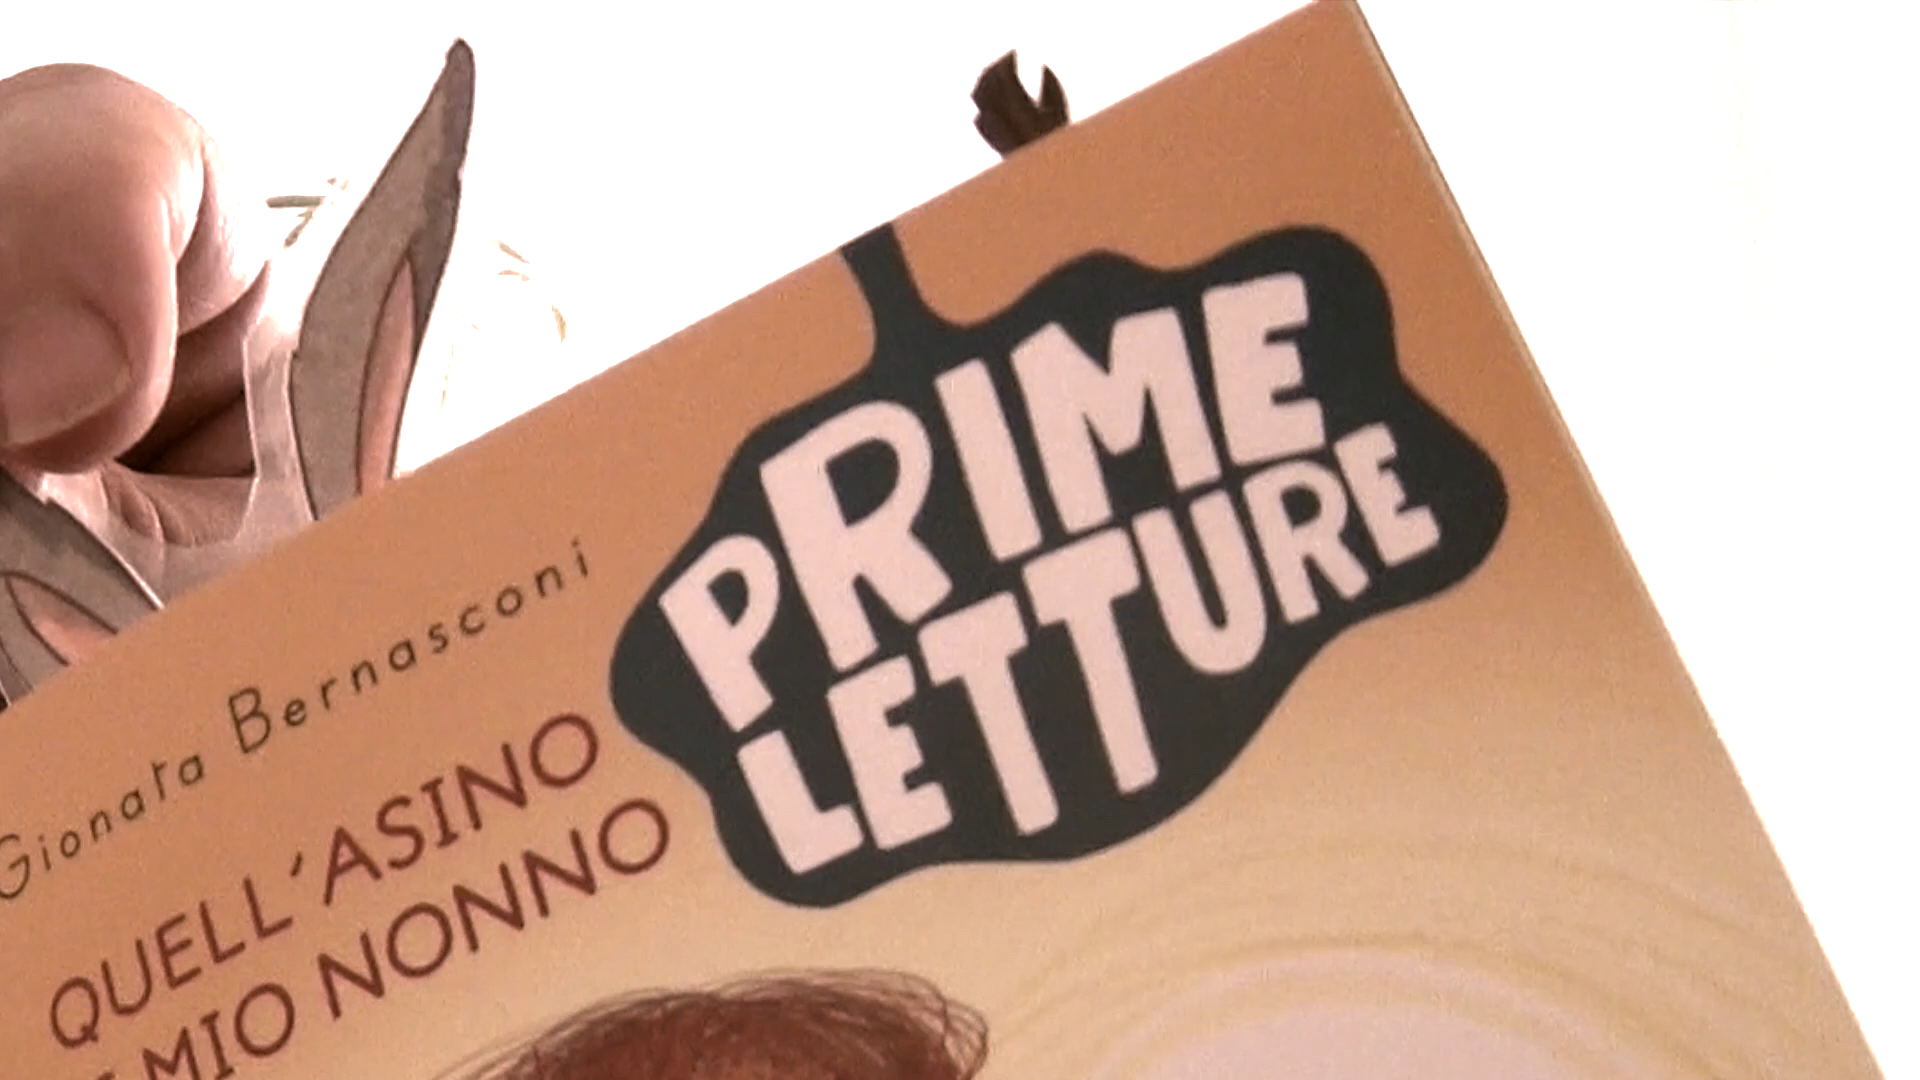 Gionata Bernasconi
QUELL'ASINO
MIO NONNO
PRIME
LETTURE